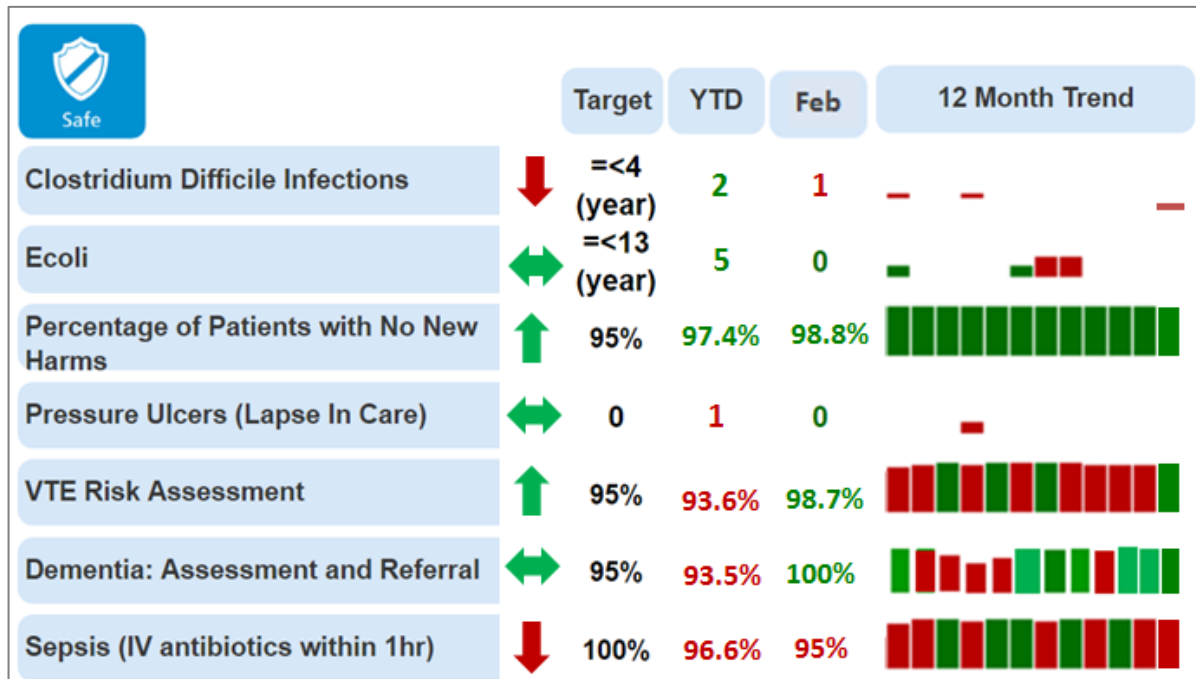 Safe
Target YTD Feb 12 Month Trend
Clostridium Difficile Infections =<4 (year) 2 1
Ecoli =<13 (year) 5 0
Percentage of Patients with No New
Harms 95% 97.4% 98.8%
Pressure Ulcers (Lapse In Care) 0 1 0
VTE Risk Assessment 95% 93.6% 98.7%
Dementia: Assessment and Referral 95% 93.5% 100%
Sepsis (IV antibiotics within 1hr) 100% 96.6% 95%